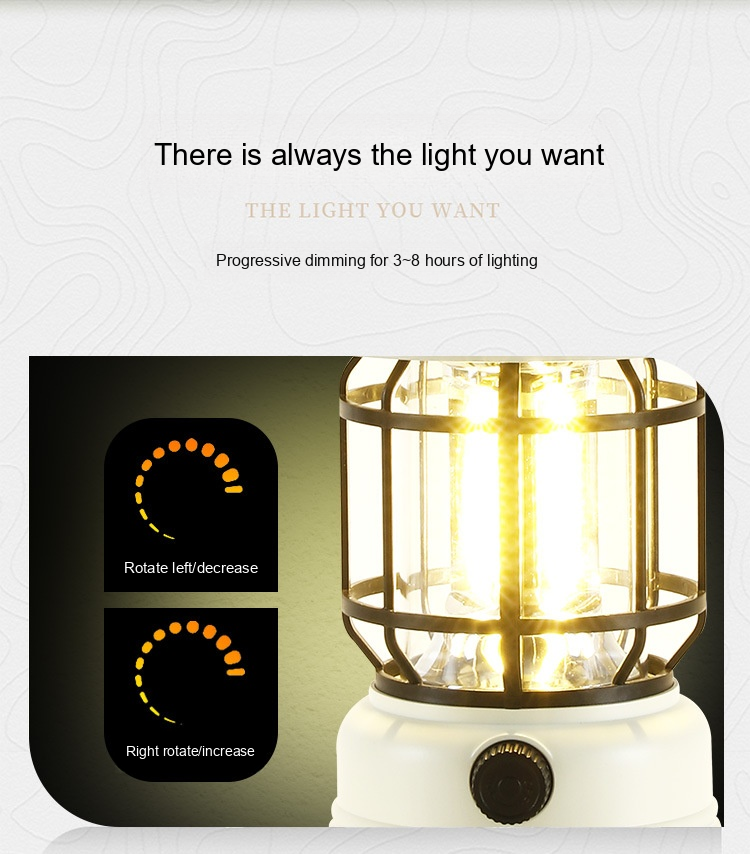 There is always the light you want
THE LIGHT YOU WANT
Progressive dimming for 3~8 hours of lighting
Rotate left/decrease
Right rotate/increase